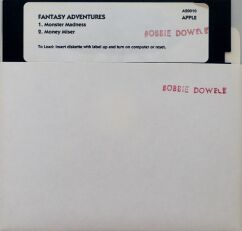 FANTASY ADVENTURES
1. Monster Madness
2. Money Miser
A89010
APPLE
BOBBIE DOWELL
To Load: Insert diskette with label up and turn on computer or reset.
BOBBIE DOWELL